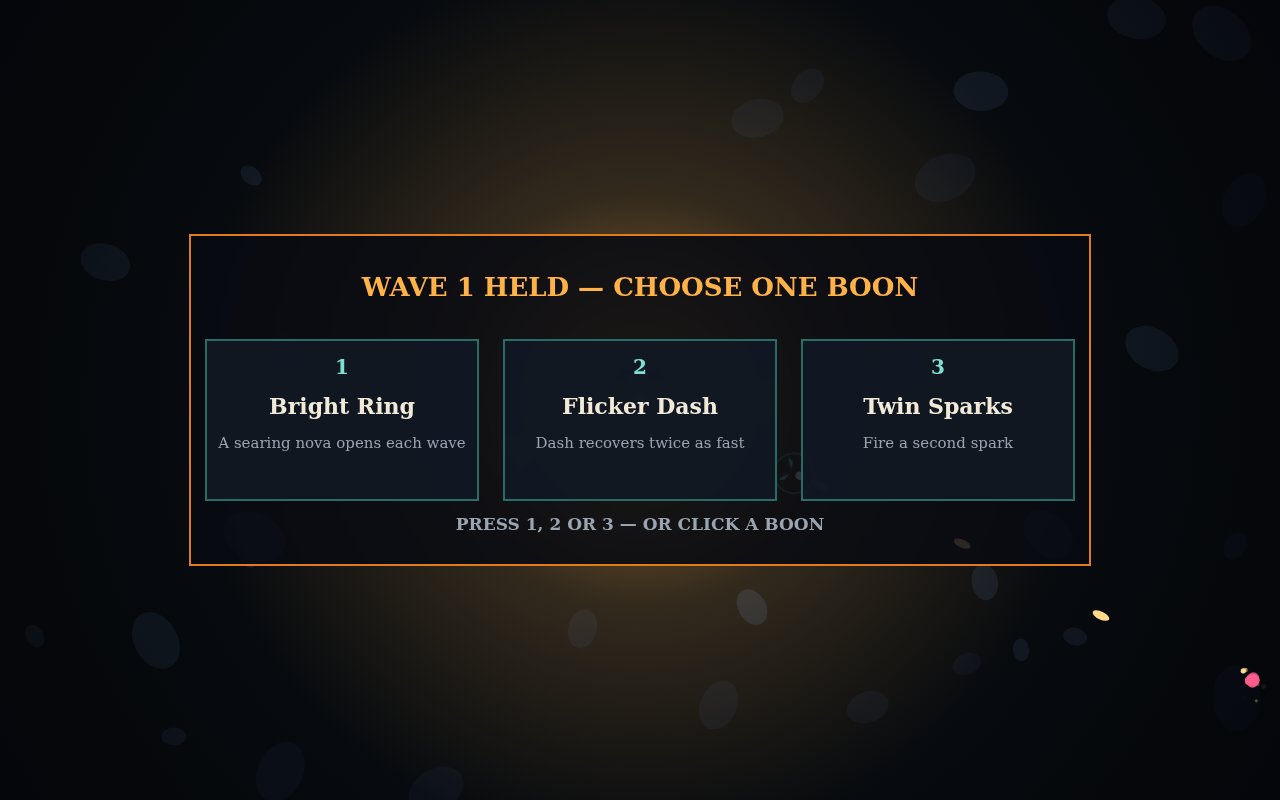 WAVE 1 HELD — CHOOSE ONE BOON
1
Bright Ring
A searing nova opens each wave
2
Flicker Dash
Dash recovers twice as fast
3
Twin Sparks
Fire a second spark
PRESS 1, 2 OR 3 — OR CLICK A BOON